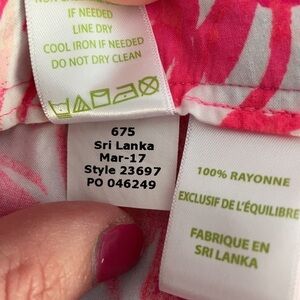 IF NEEDED
LINE DRY
COOL IRON IF NEEDED
DO NOT DRY CLEAN
675
Sri Lanka
Mar-17
Style 23697
PO 046249
100% RAYONNE
EXCLUSIF DE L'ÉQUILIBRE
FABRIQUE EN
SRI LANKA